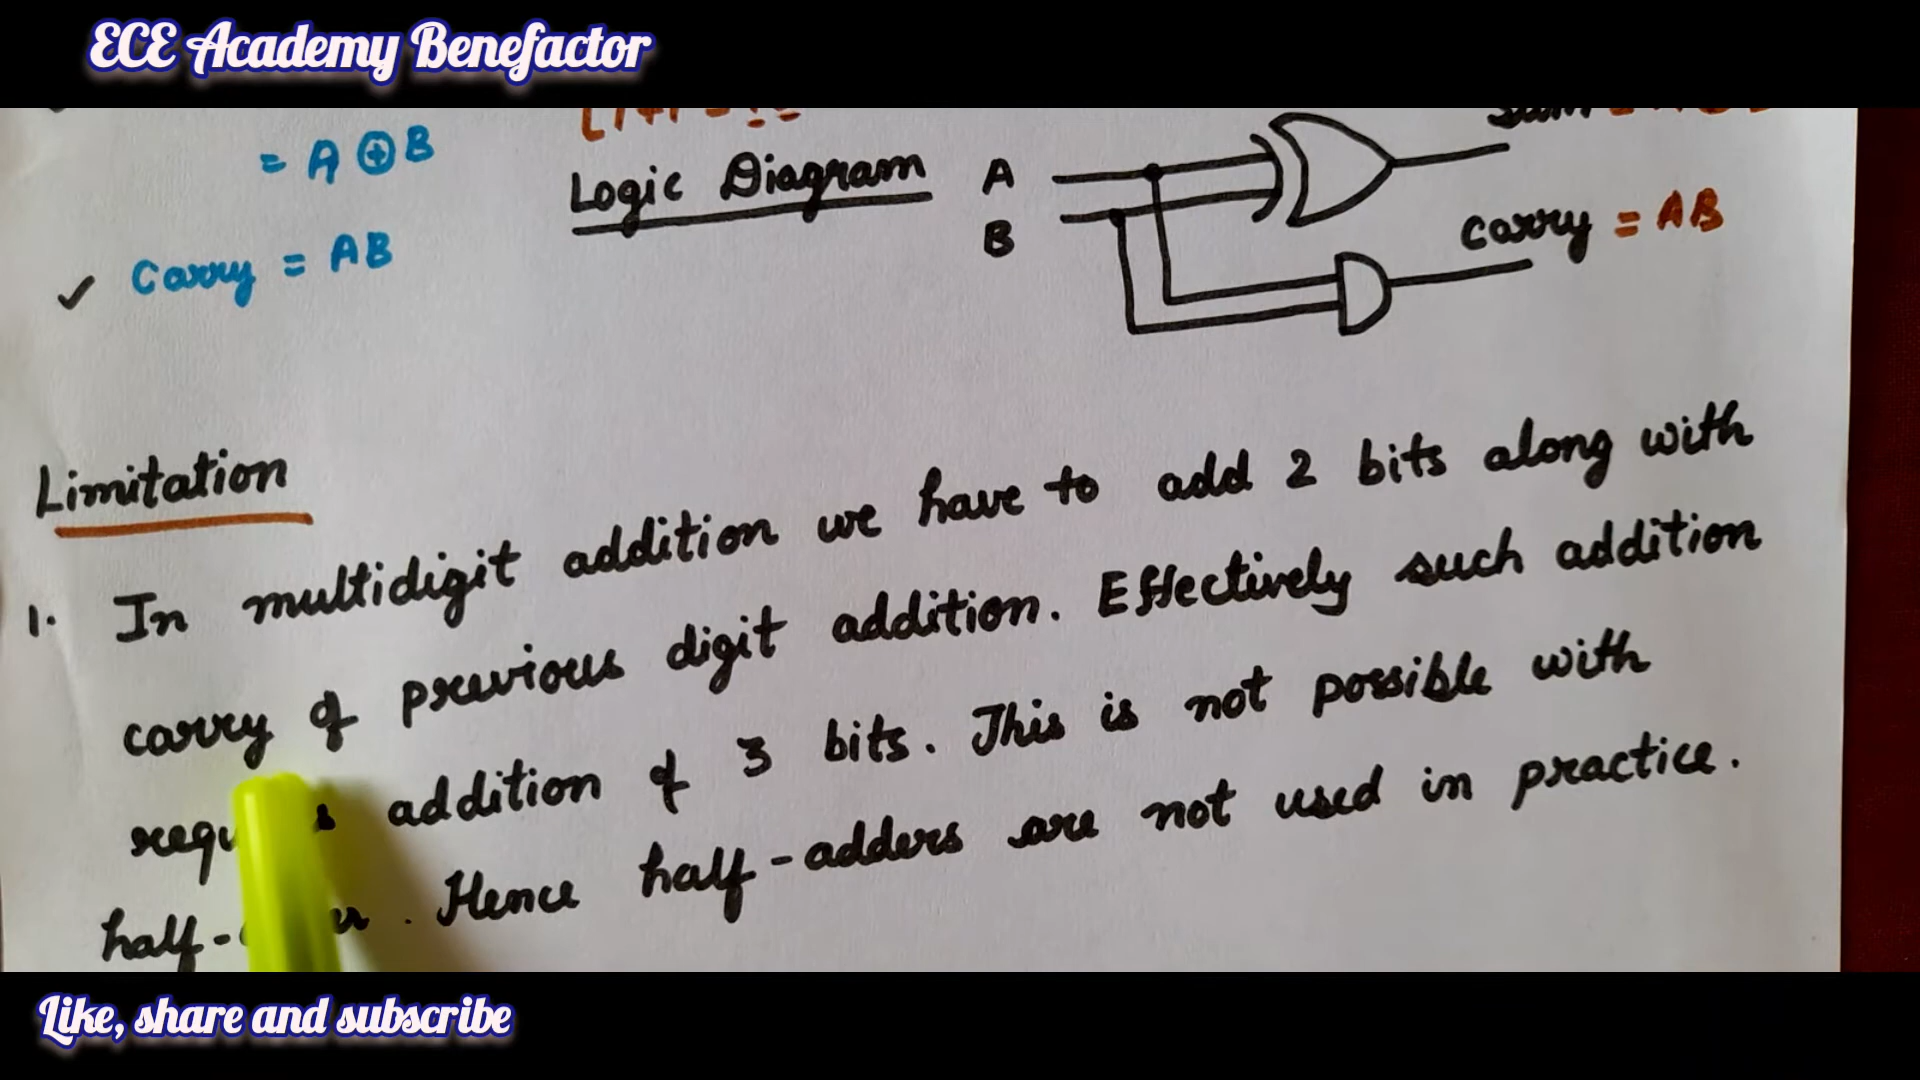 ECE Academy Benefactor
= A ⊕ B
Logic Diagram
A
B
Carry = AB
✓ Carry = AB
Limitation
1. In multidigit addition we have to add 2 bits along with
carry of previous digit addition. Effectively such addition
addition of 3 bits. This is not possible with
half- . Hence half-adders are not used in practice.
Like, share and subscribe